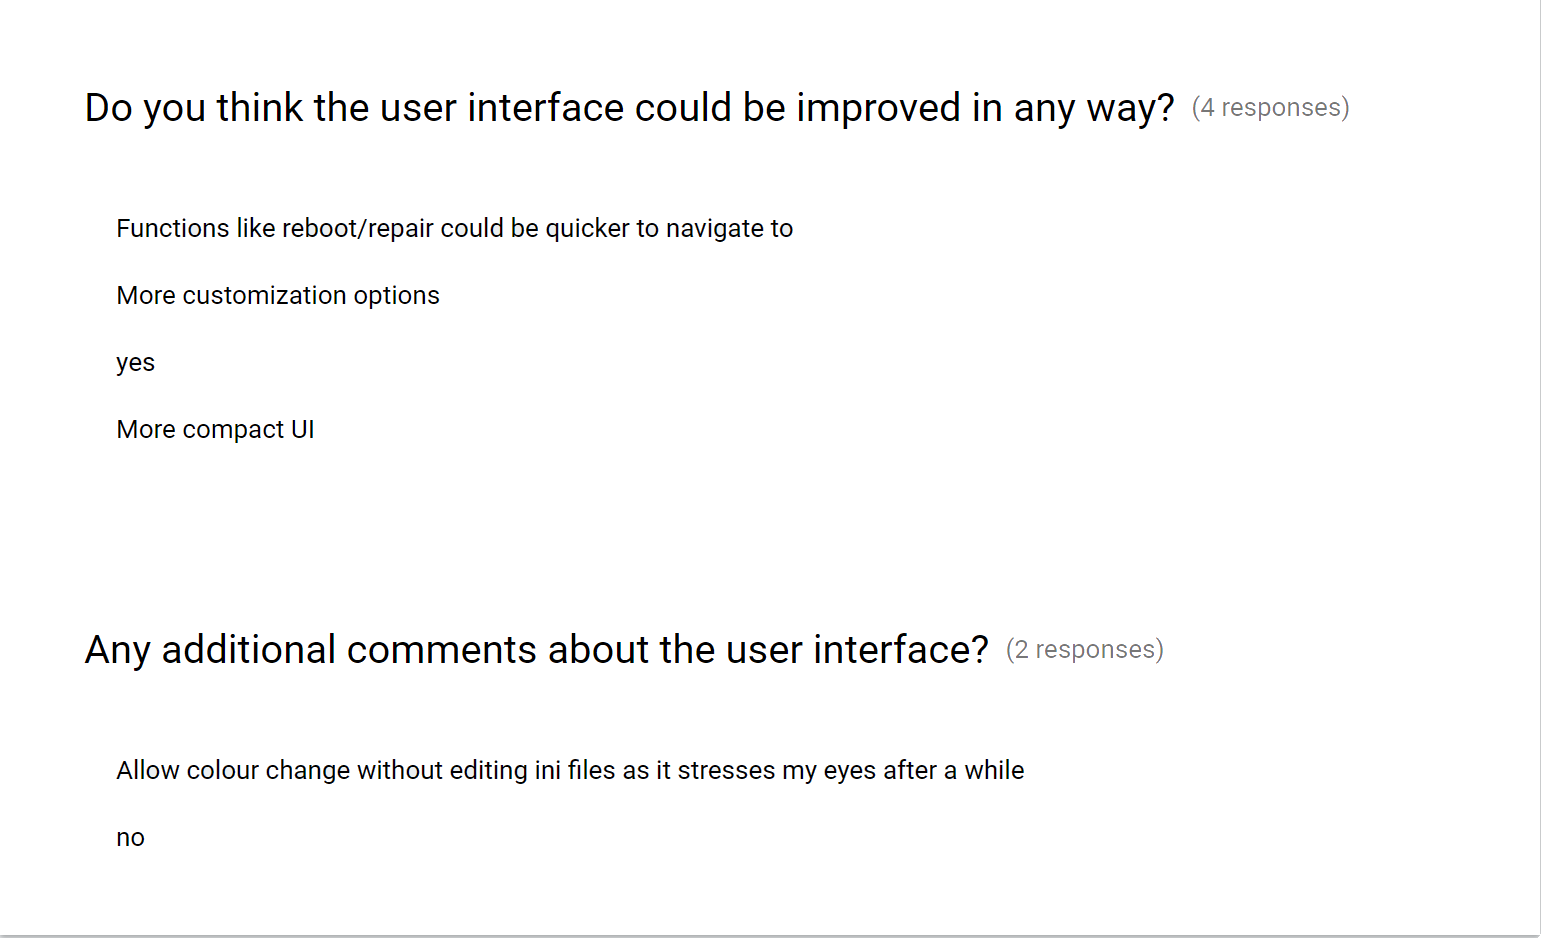 Do you think the user interface could be improved in any way? (4 responses)
Functions like reboot/repair could be quicker to navigate to
More customization options
yes
More compact UI
Any additional comments about the user interface? (2 responses)
Allow colour change without editing ini files as it stresses my eyes after a while
no